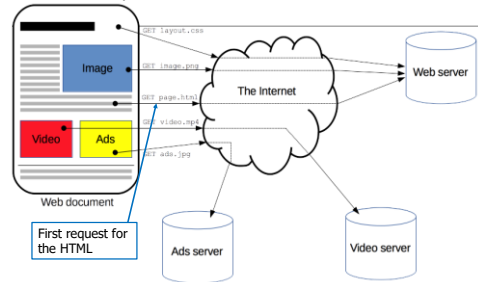 GET layout.css
Image
GET image.png
The Internet
Web server
GET page.html
GET video.mp4
Video
Ads
GET ads.jpg
Web document
First request for
the HTML
Ads server
Video server